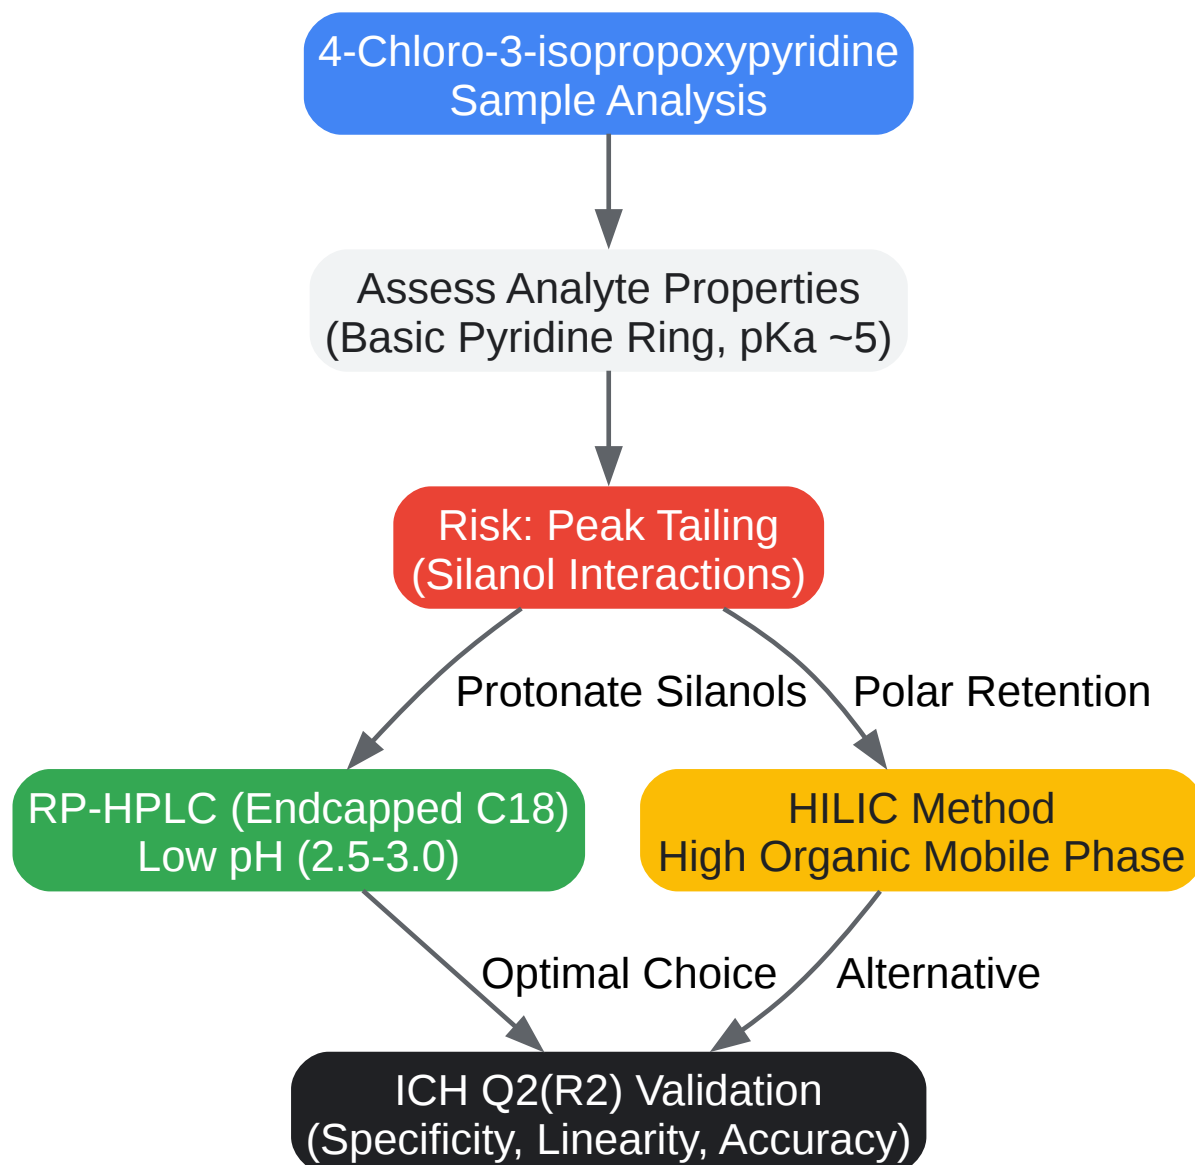 4-Chloro-3-isopropoxypyridine
Sample Analysis
Assess Analyte Properties
(Basic Pyridine Ring, pKa ~5)
Risk: Peak Tailing
(Silanol Interactions)
Protonate Silanols
Polar Retention
RP-HPLC (Endcapped C18)
Low pH (2.5-3.0)
HILIC Method
High Organic Mobile Phase
Optimal Choice
Alternative
ICH Q2(R2) Validation
(Specificity, Linearity, Accuracy)